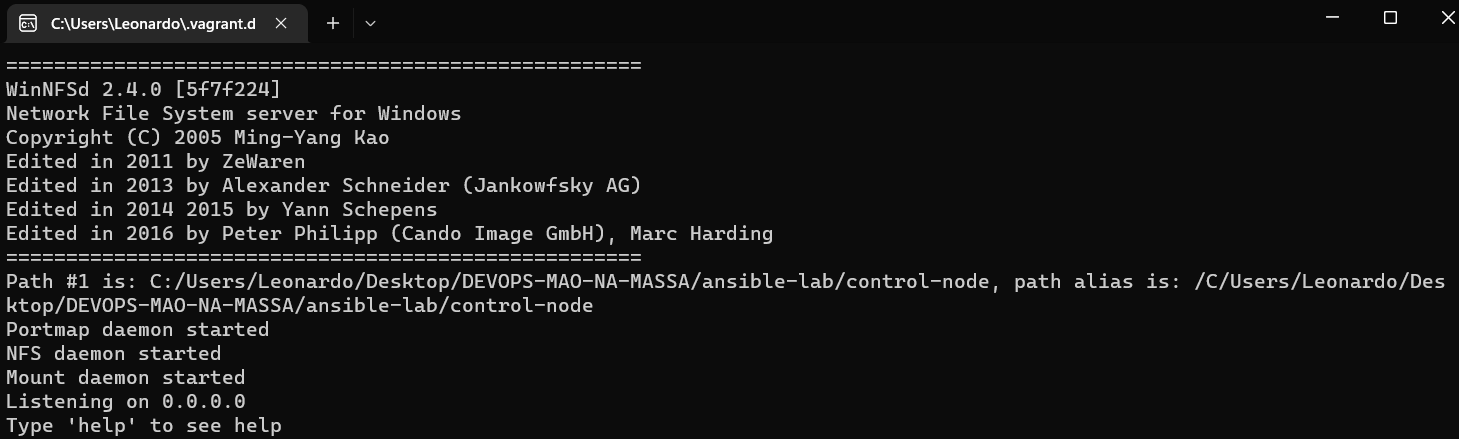 C:\Users\Leonardo\.vagrant.d
=====================================================
WinNFSd 2.4.0 [5f7f224]
Network File System server for Windows
Copyright (C) 2005 Ming-Yang Kao
Edited in 2011 by ZeWaren
Edited in 2013 by Alexander Schneider (Jankowfsky AG)
Edited in 2014 2015 by Yann Schepens
Edited in 2016 by Peter Philipp (Cando Image GmbH), Marc Harding
=====================================================
Path #1 is: C:/Users/Leonardo/Desktop/DEVOPS-MAO-NA-MASSA/ansible-lab/control-node, path alias is: /C/Users/Leonardo/Des
ktop/DEVOPS-MAO-NA-MASSA/ansible-lab/control-node
Portmap daemon started
NFS daemon started
Mount daemon started
Listening on 0.0.0.0
Type 'help' to see help